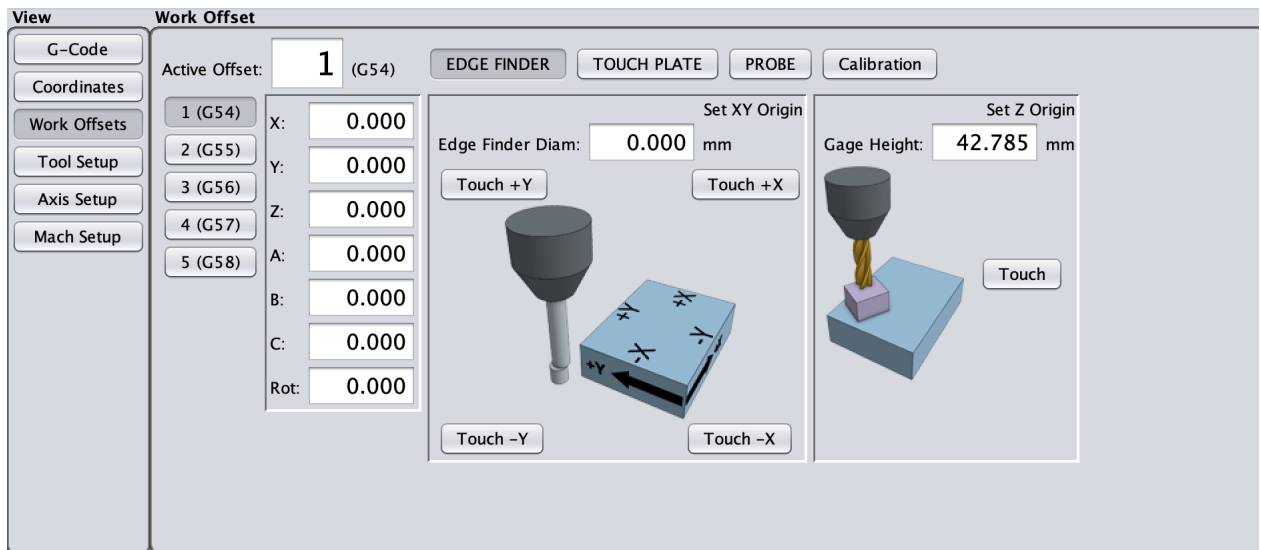 View
Work Offset
G-Code
Coordinates
Work Offsets
Tool Setup
Axis Setup
Mach Setup
Active Offset: 1 (G54)
EDGE FINDER TOUCH PLATE PROBE Calibration
1 (G54)
2 (G55)
3 (G56)
4 (G57)
5 (G58)
X: 0.000
Y: 0.000
Z: 0.000
A: 0.000
B: 0.000
C: 0.000
Rot: 0.000
Set XY Origin
Edge Finder Diam: 0.000 mm
Touch +Y Touch +X
+Y +X
-X -Y
+Y
Touch -Y Touch -X
Set Z Origin
Gage Height: 42.785 mm
Touch